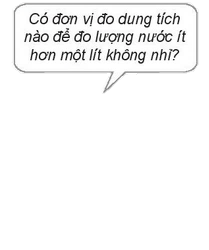 Có đơn vị đo dung tích
nào để đo lượng nước ít
hơn một lít không nhỉ?